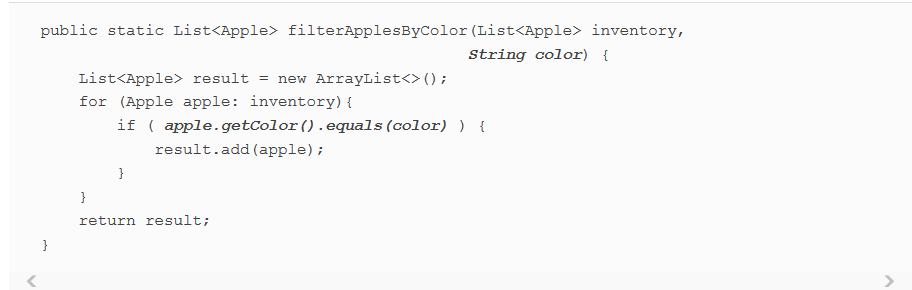 public static List<Apple> filterApplesByColor(List<Apple> inventory,
String color) {
List<Apple> result = new ArrayList<>();
for (Apple apple: inventory){
if ( apple.getColor().equals(color) ) {
result.add(apple);
}
}
return result;
}